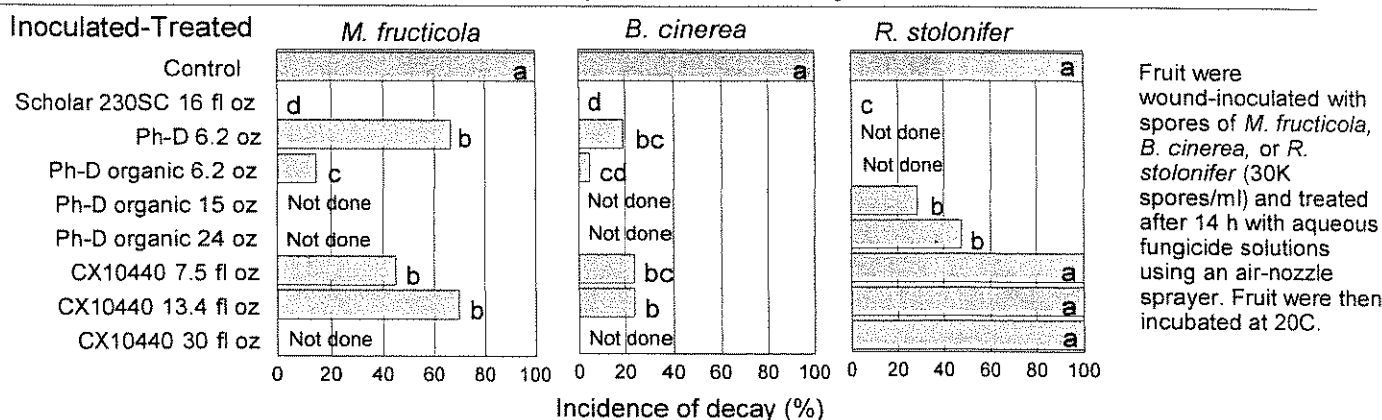 Inoculated-Treated
M. fructicola
B. cinerea
R. stolonifer
Control
a
a
a
Scholar 230SC 16 fl oz
d
d
c
Ph-D 6.2 oz
b
bc
Not done
Ph-D organic 6.2 oz
c
cd
Not done
Ph-D organic 15 oz
Not done
Not done
b
Ph-D organic 24 oz
Not done
Not done
b
CX10440 7.5 fl oz
b
bc
a
CX10440 13.4 fl oz
b
b
a
CX10440 30 fl oz
Not done
Not done
a
0 20 40 60 80 100
0 20 40 60 80 100
0 20 40 60 80 100
Incidence of decay (%)
Fruit were
wound-inoculated with
spores of M. fructicola,
B. cinerea, or R.
stolonifer (30K
spores/ml) and treated
after 14 h with aqueous
fungicide solutions
using an air-nozzle
sprayer. Fruit were then
incubated at 20C.